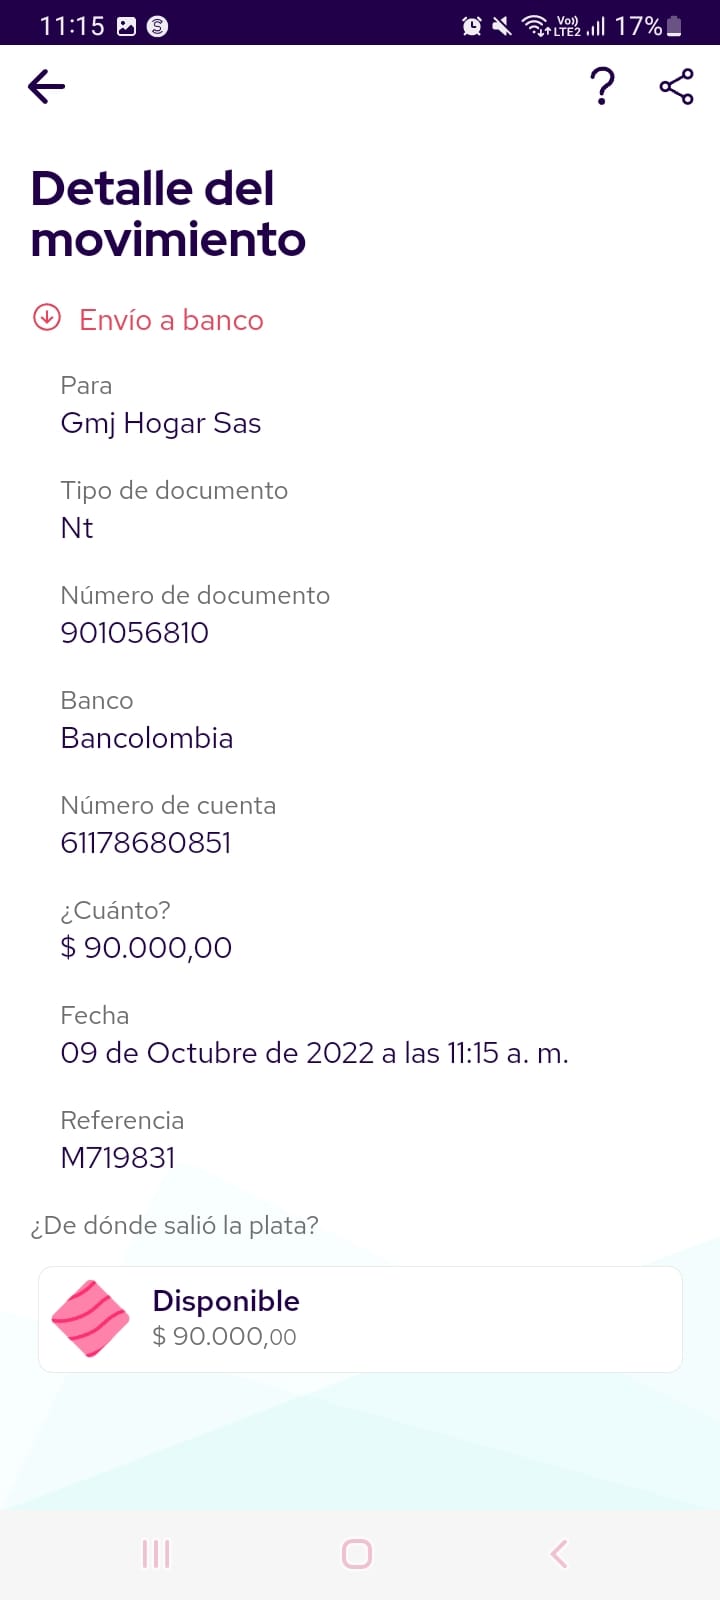 11:15
Vo)) LTE2 17%
Detalle del
movimiento
Envío a banco
Para
Gmj Hogar Sas
Tipo de documento
Nt
Número de documento
901056810
Banco
Bancolombia
Número de cuenta
61178680851
¿Cuánto?
$ 90.000,00
Fecha
09 de Octubre de 2022 a las 11:15 a. m.
Referencia
M719831
¿De dónde salió la plata?
Disponible
$ 90.000,00